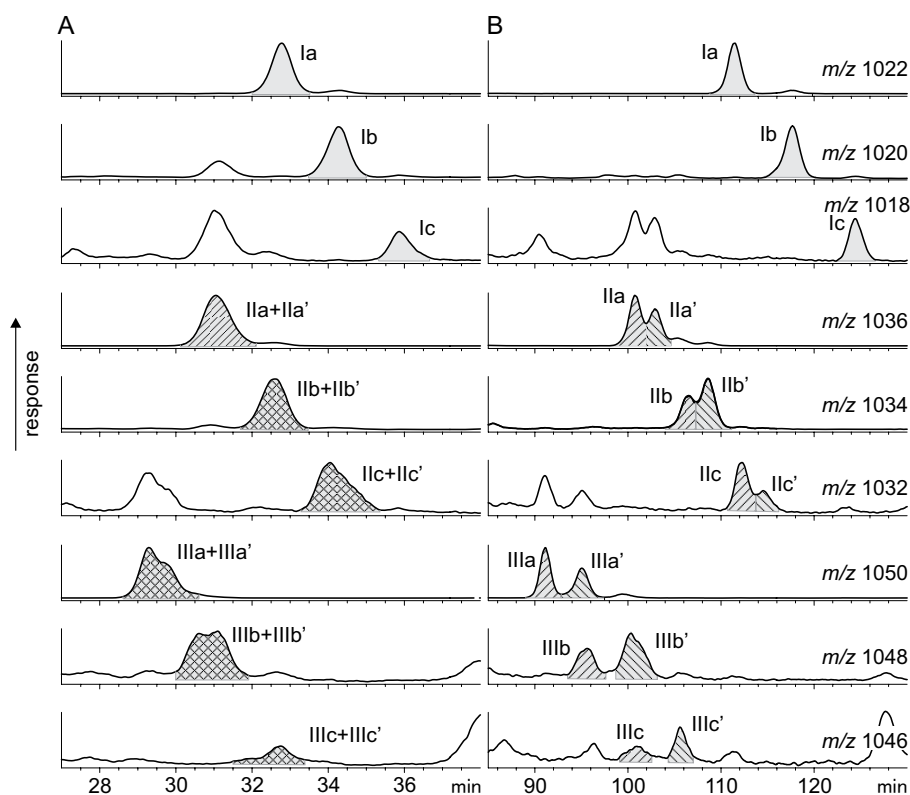 A B
Ia Ia m/z 1022
Ib Ib m/z 1020
Ic m/z 1018 Ic
IIa+IIa’ IIa IIa’ m/z 1036
IIb+IIb’ IIb IIb’ m/z 1034
IIc+IIc’ IIc IIc’ m/z 1032
IIIa+IIIa’ IIIa IIIa’ m/z 1050
IIIb+IIIb’ IIIb IIIb’ m/z 1048
IIIc+IIIc’ IIIc IIIc’ m/z 1046
28 30 32 34 36 min 90 100 110 120 min
response